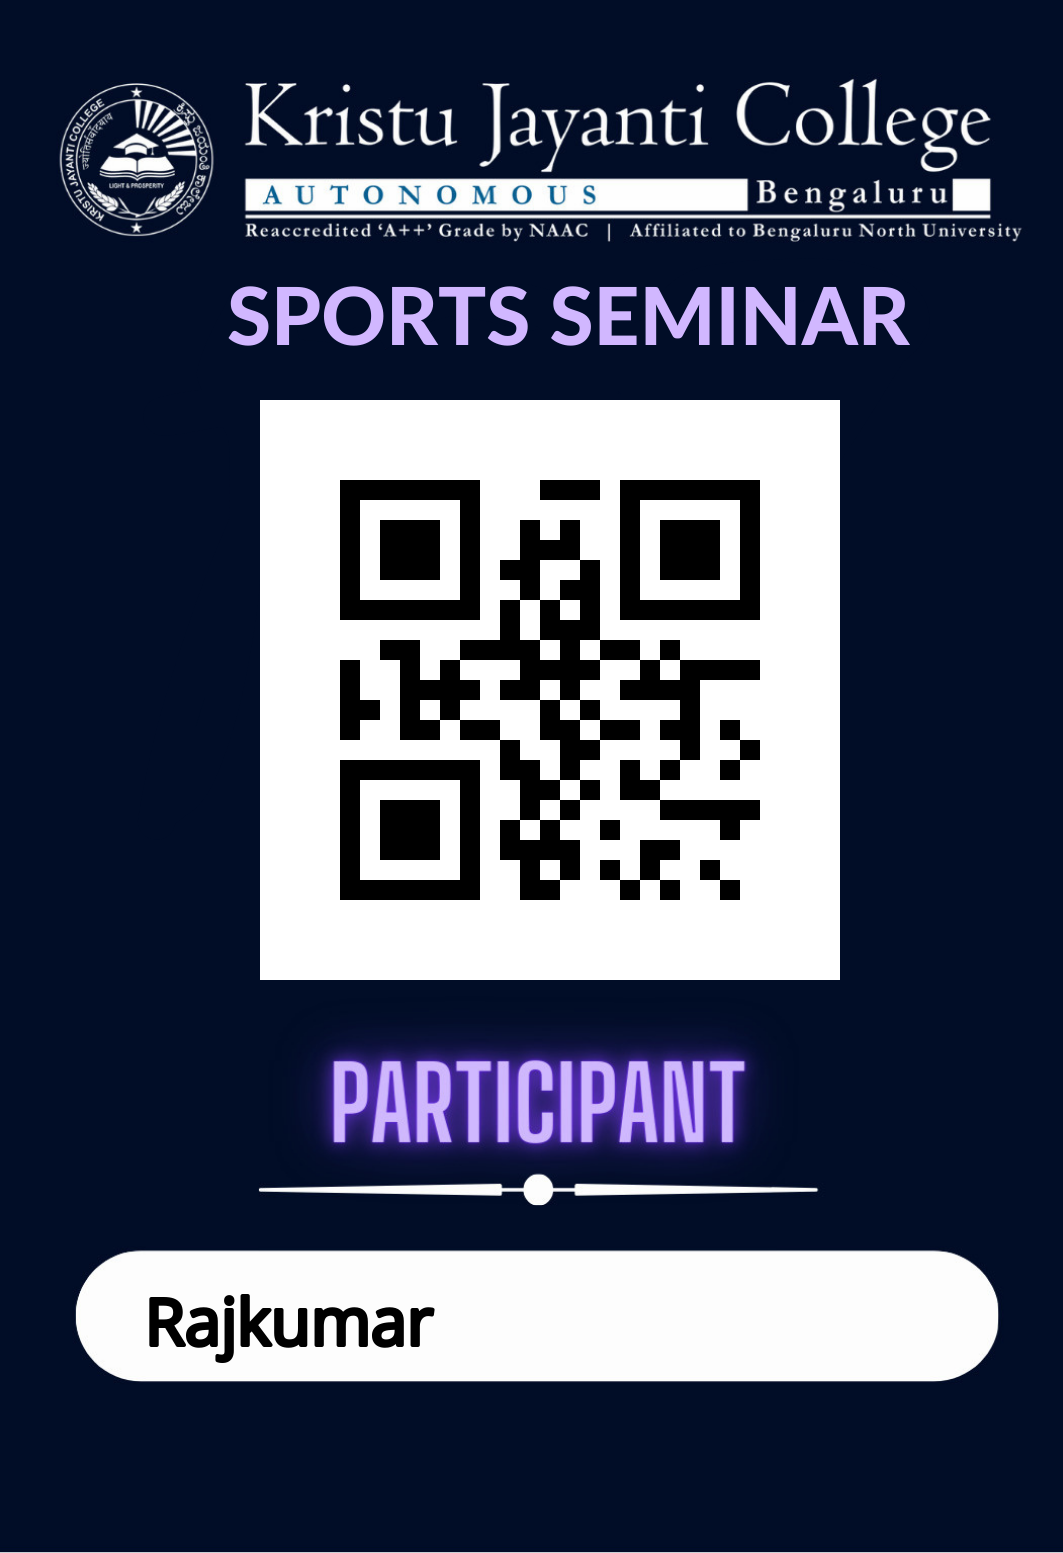 KRISTU JAYANTI COLLEGE
LIGHT & PROSPERITY
Kristu Jayanti College
AUTONOMOUS Bengaluru
Reaccredited ‘A++’ Grade by NAAC | Affiliated to Bengaluru North University
SPORTS SEMINAR
PARTICIPANT
Rajkumar